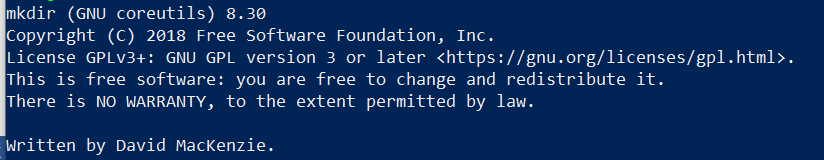 mkdir (GNU coreutils) 8.30
Copyright (C) 2018 Free Software Foundation, Inc.
License GPLv3+: GNU GPL version 3 or later <https://gnu.org/licenses/gpl.html>.
This is free software: you are free to change and redistribute it.
There is NO WARRANTY, to the extent permitted by law.

Written by David MacKenzie.